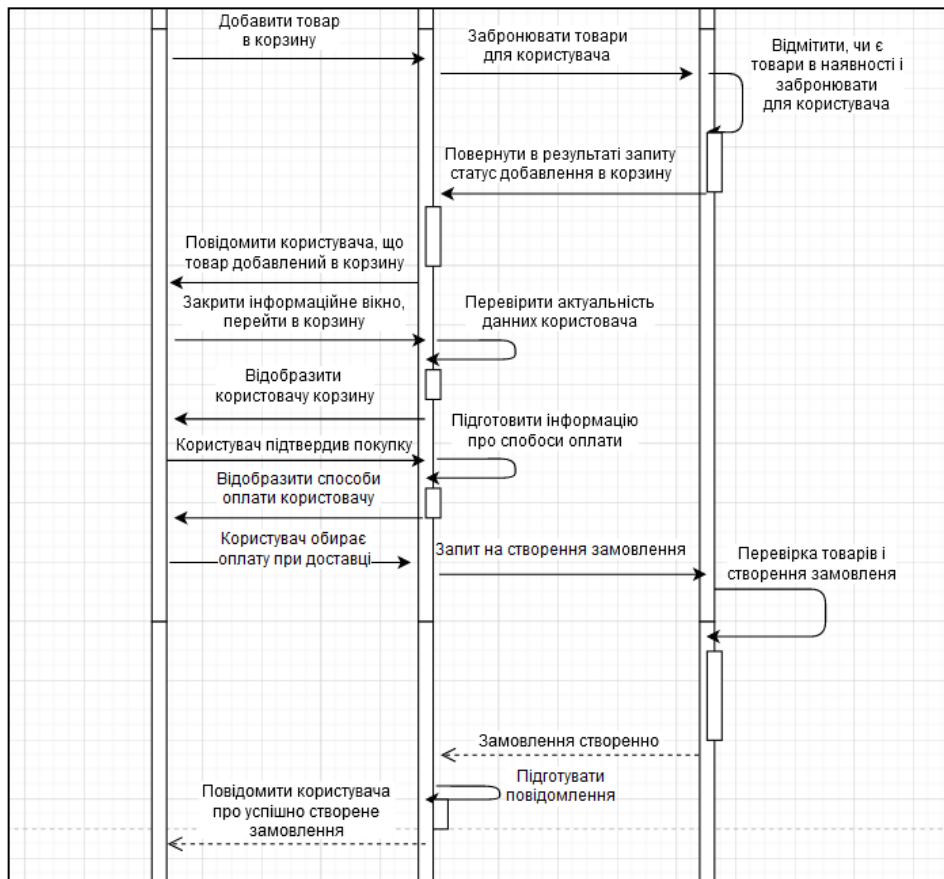 Добавити товар
в корзину
Забронювати товари
для користувача
Відмітити, чи є
товари в наявності і
забронювати
для користувача
Повернути в результаті запиту
статус добавлення в корзину
Повідомити користувача, що
товар добавлений в корзину
Закрити інформаційне вікно,
перейти в корзину
Перевірити актуальність
данних користовача
Відобразити
користовачу корзину
Підготовити інформацію
про спобоси оплати
Користувач підтвердив покупку
Відобразити способи
оплати користовачу
Користувач обирає
оплату при доставці
Запит на створення замовлення
Перевірка товарів і
створення замовленя
Замовлення створенно
Підготувати
повідомлення
Повідомити користувача
про успішно створене
замовлення